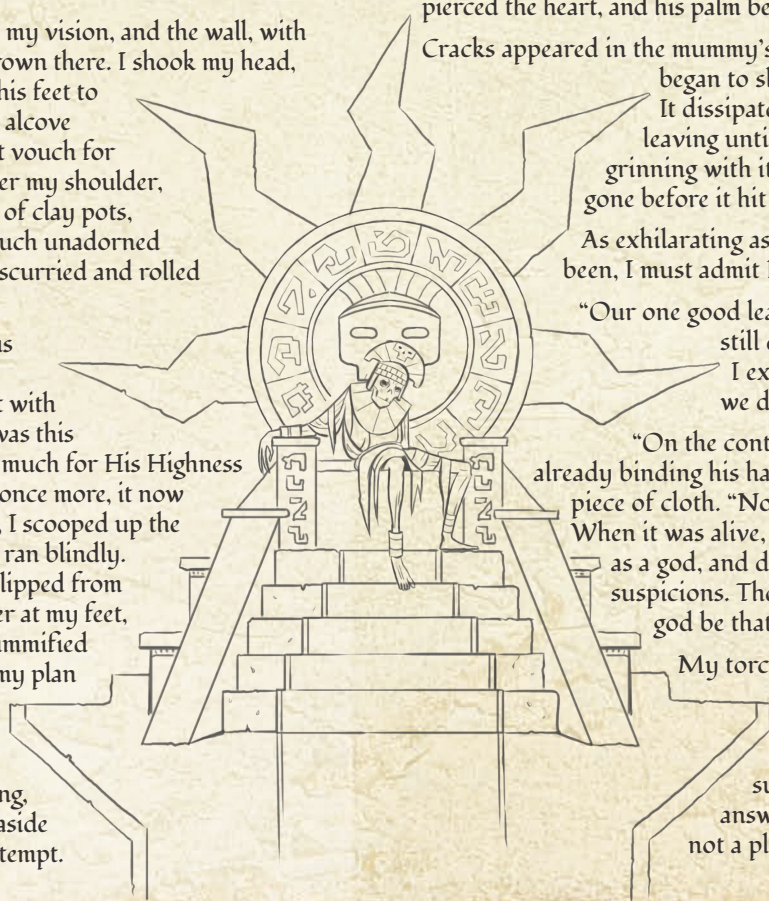 my vision, and the wall, with
rown there. I shook my head,
his feet to
alcove
t vouch for
er my shoulder,
of clay pots,
uch unadorned
scurried and rolled
us
t with
was this
much for His Highness
once more, it now
, I scooped up the
ran blindly.
lipped from
er at my feet,
ummified
my plan
ng,
aside
tempt.
pierced the heart, and his palm be
Cracks appeared in the mummy’s
began to sl
It dissipate
leaving unti
grinning with it
gone before it hit
As exhilarating as
been, I must admit I
“Our one good lea
still
I ex
we d
“On the cont
already binding his ha
piece of cloth. “No
When it was alive,
as a god, and d
suspicions. The
god be that
My torc
su
answ
not a pl